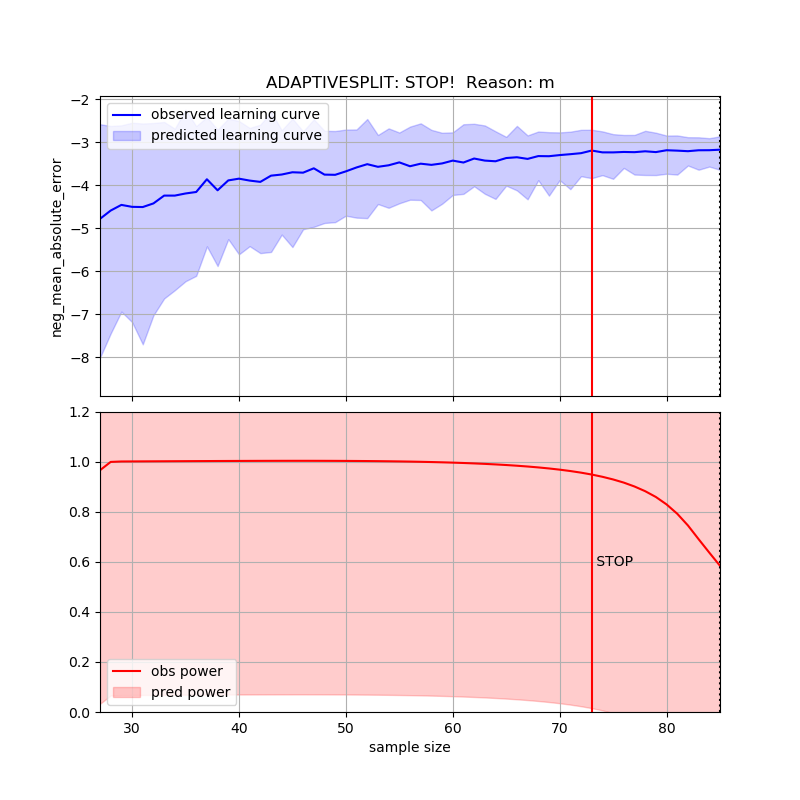 ADAPTIVESPLIT: STOP!  Reason: m
−2
observed learning curve
predicted learning curve
−3
−4
−5
−6
−7
−8
neg_mean_absolute_error
1.2
1.0
0.8
0.6
STOP
0.4
0.2
obs power
pred power
0.0
30 40 50 60 70 80
sample size